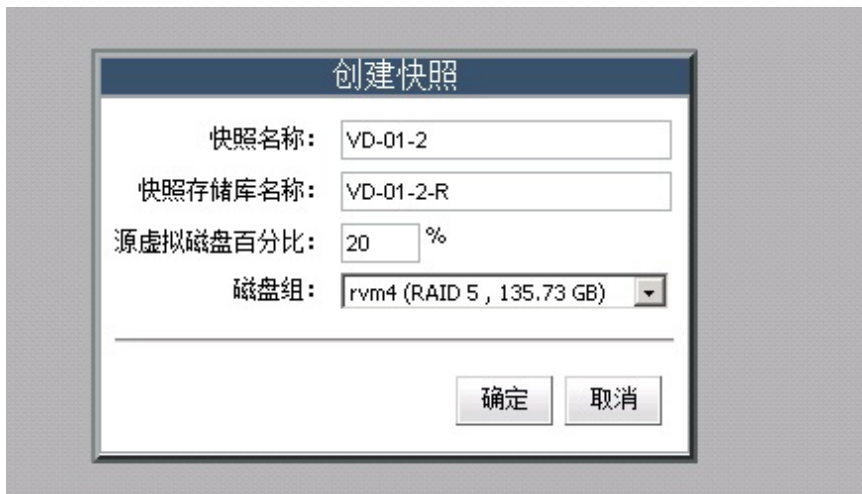 创建快照
快照名称： VD-01-2
快照存储库名称： VD-01-2-R
源虚拟磁盘百分比： 20 %
磁盘组： rvm4 (RAID 5 , 135.73 GB)
确定 取消